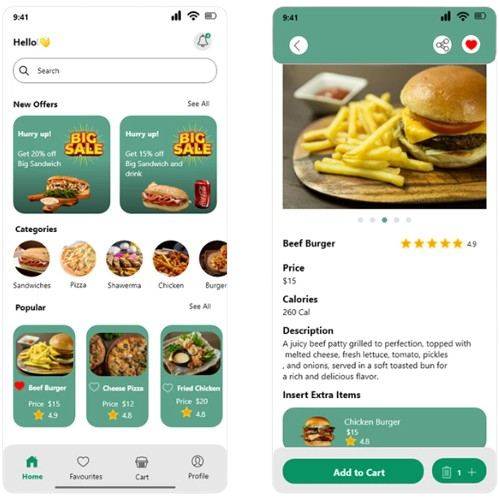 9:41
Hello!👋
Search
New Offers
See All
Hurry up!
BIG
SALE
Get 20% off
Big Sandwich
Hurry up!
BIG
SALE
Get 15% off
Big Sandwich and
drink
Categories
Sandwiches
Pizza
Shawerma
Chicken
Burger
Popular
See All
Beef Burger
Price $15
4.9
Cheese Pizza
Price $12
4.8
Fried Chicken
Price $20
4.8
Home
Favourites
Cart
Profile
9:41
Beef Burger
4.9
Price
$15
Calories
260 Cal
Description
A juicy beef patty grilled to perfection, topped with
melted cheese, fresh lettuce, tomato, pickles
, and onions, served in a soft toasted bun for
a rich and delicious flavor.
Insert Extra Items
Chicken Burger
$15
4.8
Add to Cart
1 +